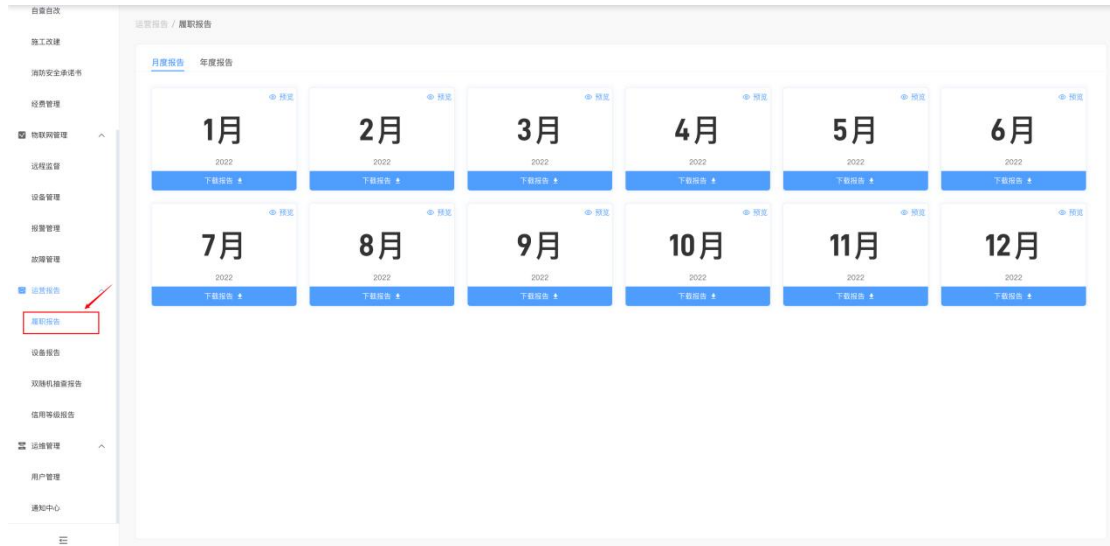 自查自改
施工改建
消防安全承诺书
经费管理
物联网管理
远程监督
设备管理
报警管理
故障管理
运营报告
履职报告
设备报告
双随机抽查报告
信用等级报告
运维管理
用户管理
通知中心
运营报告 / 履职报告
月度报告 年度报告
预览 预览 预览 预览 预览 预览
1月 2月 3月 4月 5月 6月
2022 2022 2022 2022 2022 2022
下载报告 下载报告 下载报告 下载报告 下载报告 下载报告
预览 预览 预览 预览 预览 预览
7月 8月 9月 10月 11月 12月
2022 2022 2022 2022 2022 2022
下载报告 下载报告 下载报告 下载报告 下载报告 下载报告